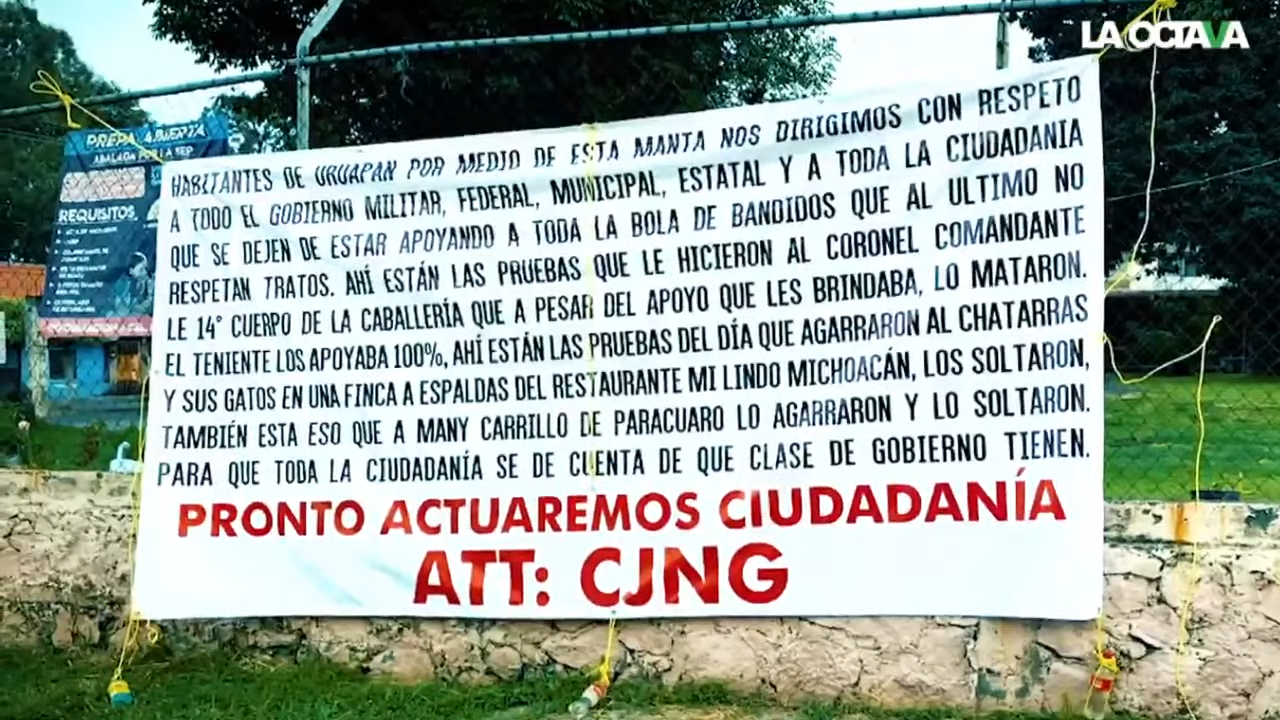 LA OCTAVA
PREPA ABIERTA
REQUISITOS
HABITANTES DE URUAPAN POR MEDIO DE ESTA MANTA NOS DIRIGIMOS CON RESPETO
A TODO EL GOBIERNO MILITAR, FEDERAL, MUNICIPAL, ESTATAL Y A TODA LA CIUDADANIA
QUE SE DEJEN DE ESTAR APOYANDO A TODA LA BOLA DE BANDIDOS QUE AL ULTIMO NO
RESPETAN TRATOS. AHÍ ESTÁN LAS PRUEBAS QUE LE HICIERON AL CORONEL COMANDANTE
LE 14° CUERPO DE LA CABALLERÍA QUE A PESAR DEL APOYO QUE LES BRINDABA, LO MATARON.
EL TENIENTE LOS APOYABA 100%, AHÍ ESTÁN LAS PRUEBAS DEL DÍA QUE AGARRARON AL CHATARRAS
Y SUS GATOS EN UNA FINCA A ESPALDAS DEL RESTAURANTE MI LINDO MICHOACÁN, LOS SOLTARON,
TAMBIÉN ESTA ESO QUE A MANY CARRILLO DE PARACUARO LO AGARRARON Y LO SOLTARON.
PARA QUE TODA LA CIUDADANÍA SE DE CUENTA DE QUE CLASE DE GOBIERNO TIENEN.
PRONTO ACTUAREMOS CIUDADANÍA
ATT: CJNG